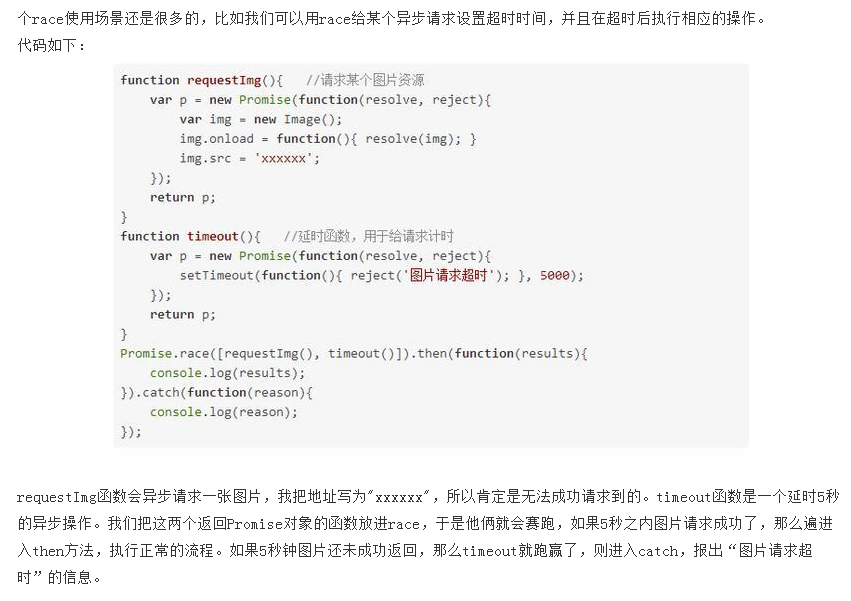 个race使用场景还是很多的，比如我们可以用race给某个异步请求设置超时时间，并且在超时后执行相应的操作。
代码如下：
function requestImg(){   //请求某个图片资源
    var p = new Promise(function(resolve, reject){
        var img = new Image();
        img.onload = function(){ resolve(img); }
        img.src = 'xxxxxx';
    });
    return p;
}
function timeout(){   //延时函数，用于给请求计时
    var p = new Promise(function(resolve, reject){
        setTimeout(function(){ reject('图片请求超时'); }, 5000);
    });
    return p;
}
Promise.race([requestImg(), timeout()]).then(function(results){
    console.log(results);
}).catch(function(reason){
    console.log(reason);
});
requestImg函数会异步请求一张图片，我把地址写为"xxxxxx"，所以肯定是无法成功请求到的。timeout函数是一个延时5秒
的异步操作。我们把这两个返回Promise对象的函数放进race，于是他俩就会赛跑，如果5秒之内图片请求成功了，那么遍进
入then方法，执行正常的流程。如果5秒钟图片还未成功返回，那么timeout就跑赢了，则进入catch，报出“图片请求超
时”的信息。